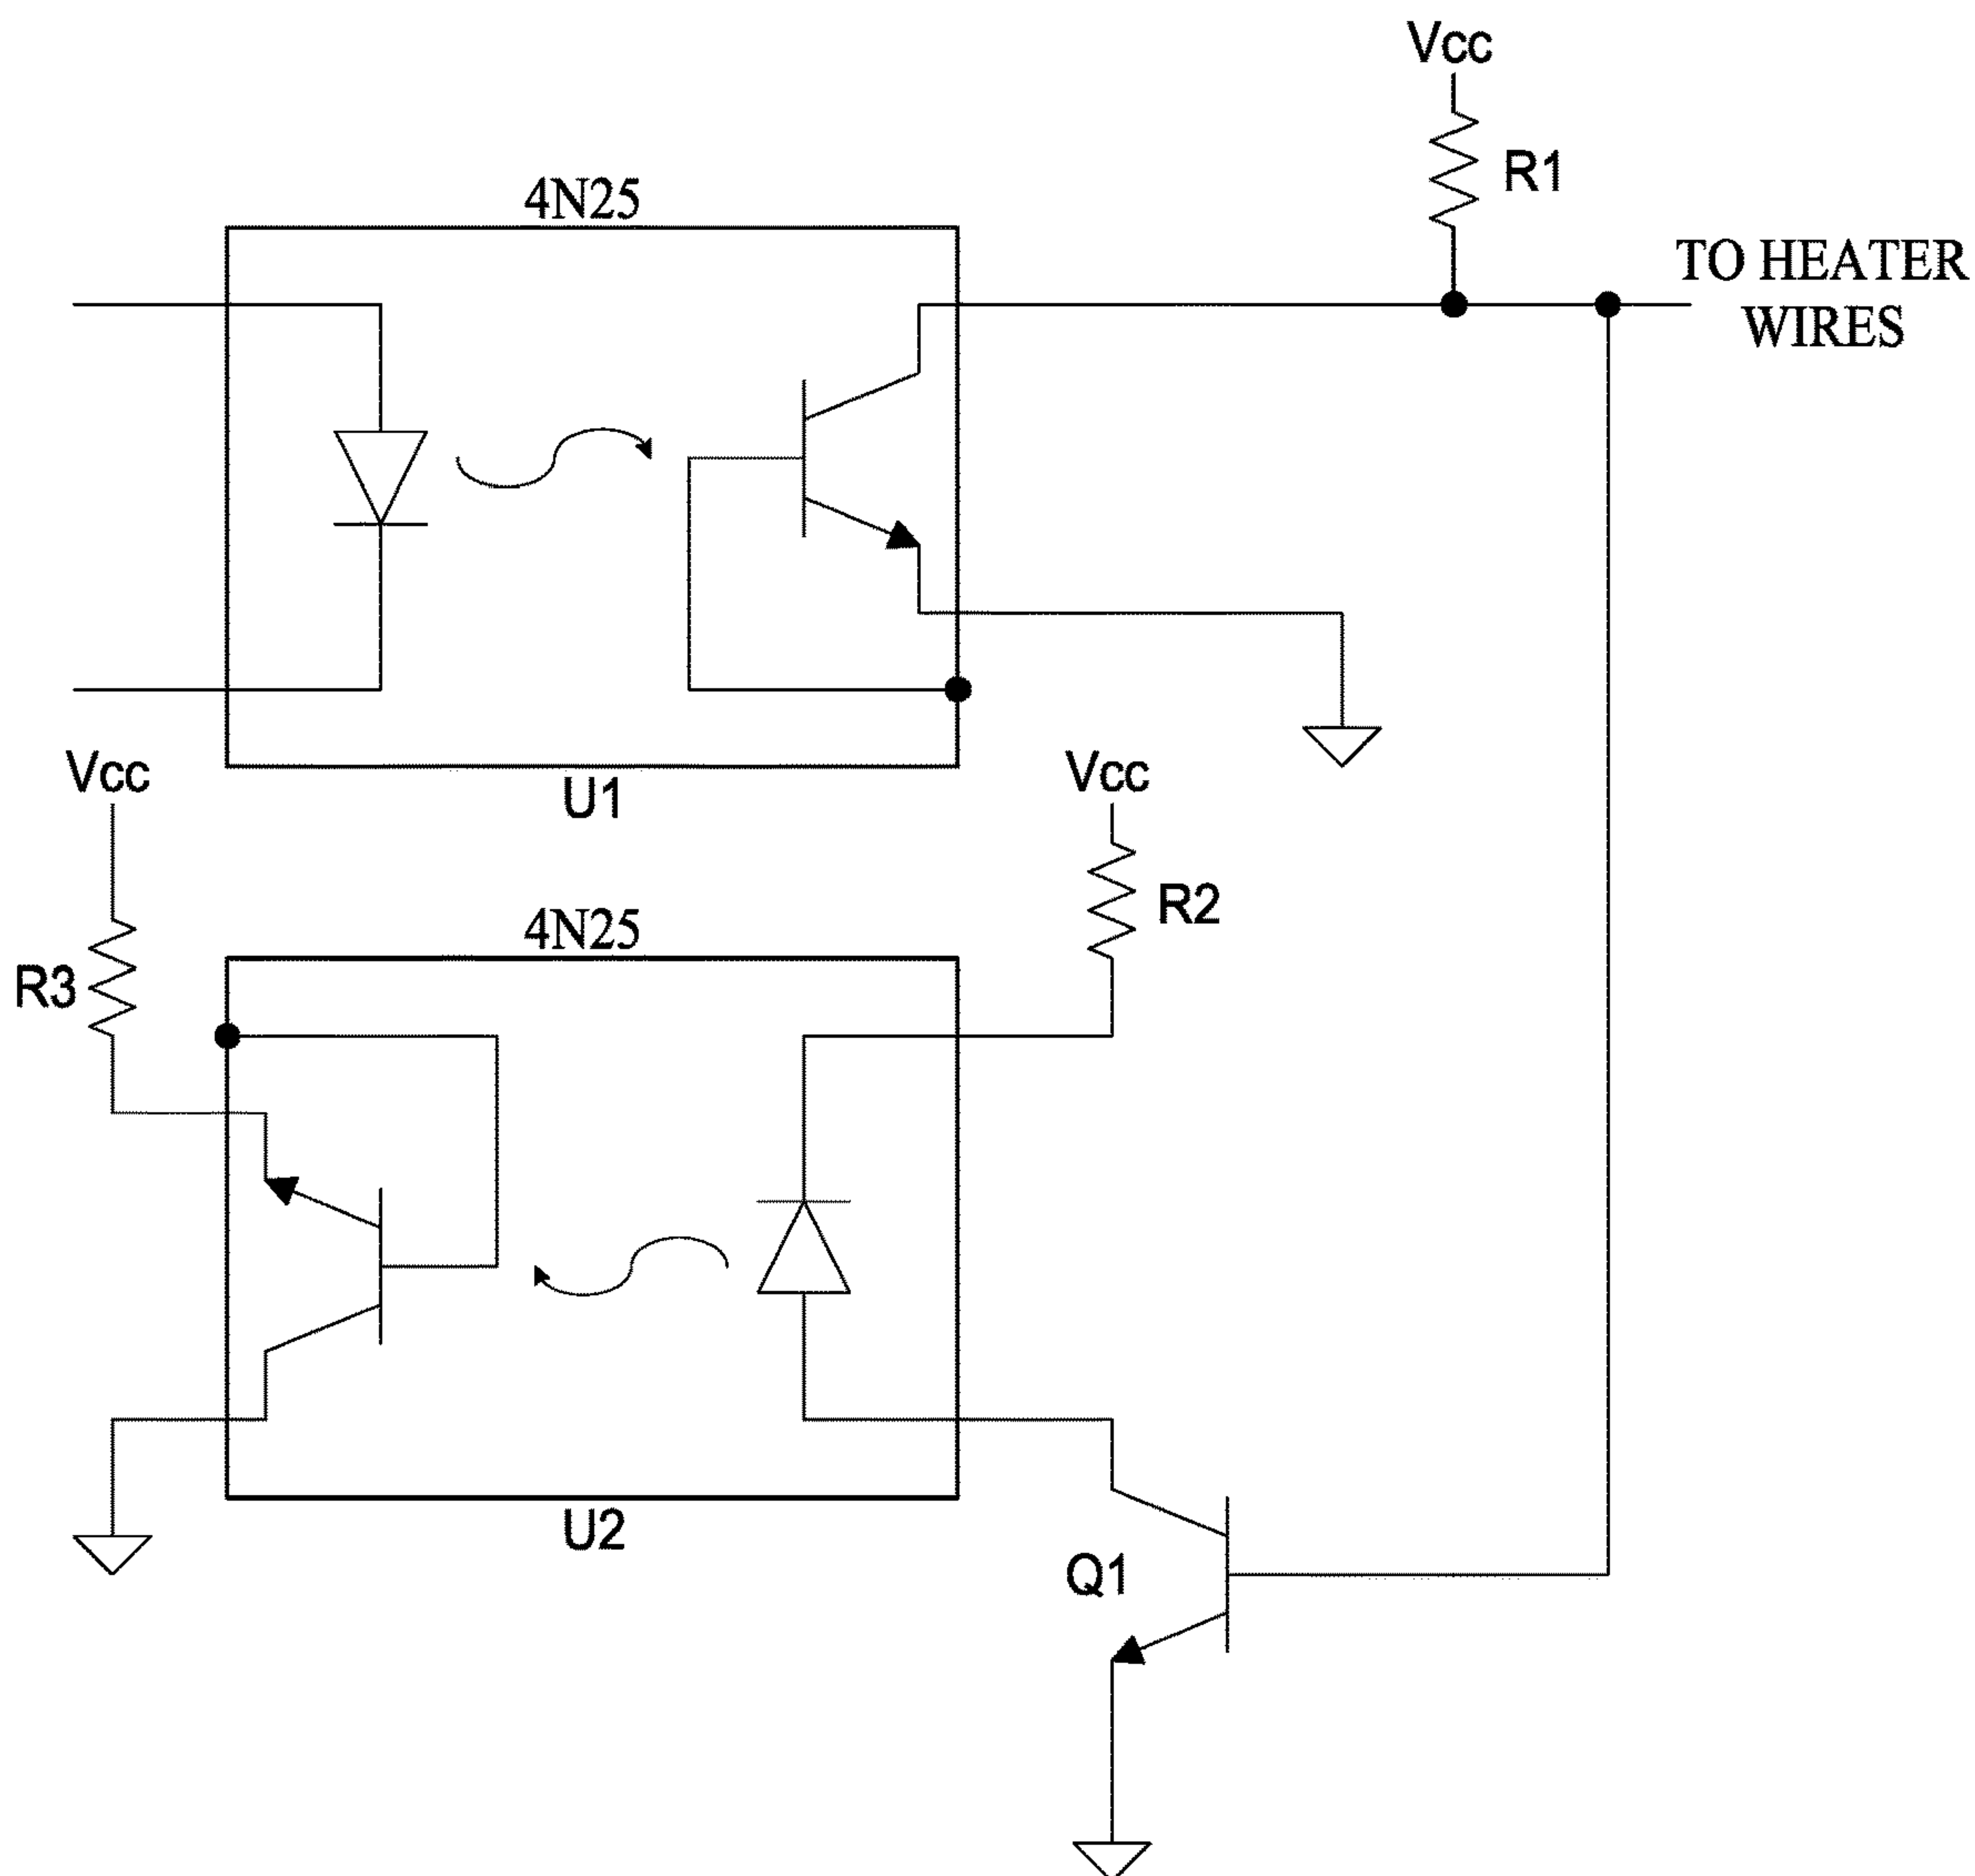 Vcc
R1
4N25
TO HEATER
WIRES
U1
Vcc
Vcc
R2
4N25
R3
U2
Q1